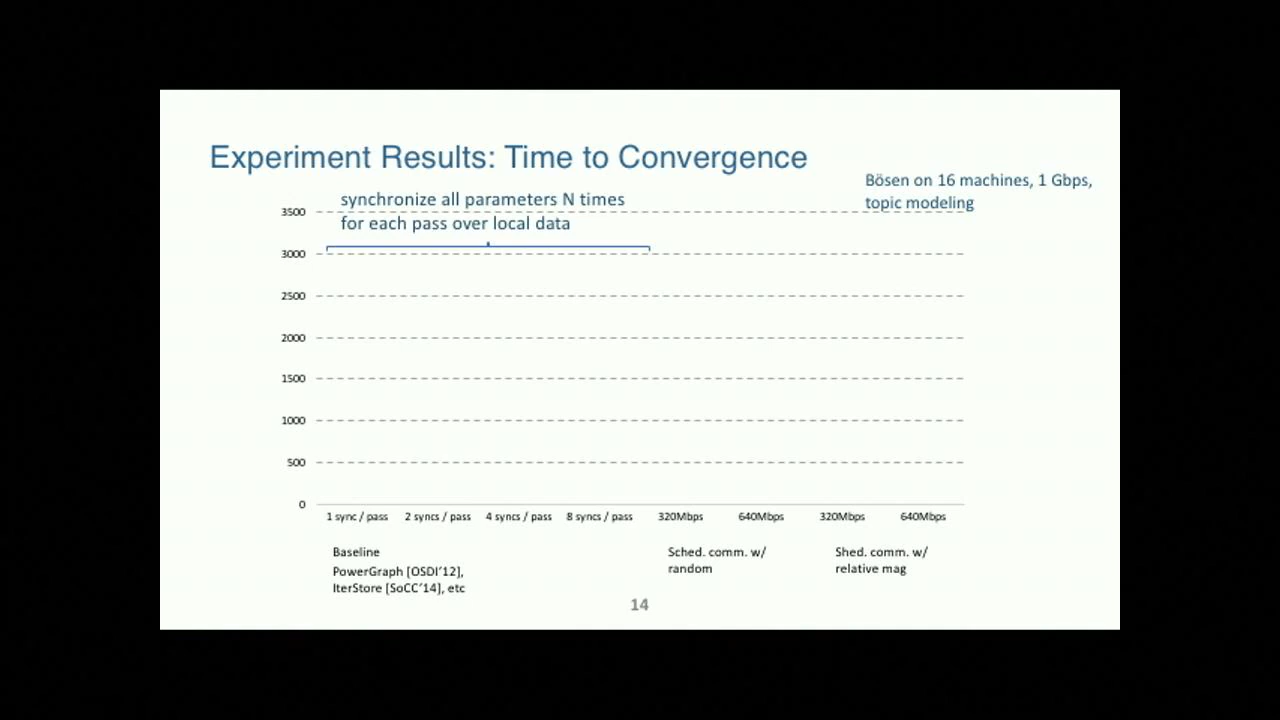 Experiment Results: Time to Convergence
Bösen on 16 machines, 1 Gbps,
topic modeling
synchronize all parameters N times
for each pass over local data
3500
3000
2500
2000
1500
1000
500
0
1 sync / pass
2 syncs / pass
4 syncs / pass
8 syncs / pass
320Mbps
640Mbps
320Mbps
640Mbps
Baseline
PowerGraph [OSDI'12],
IterStore [SoCC'14], etc
Sched. comm. w/
random
Shed. comm. w/
relative mag
14